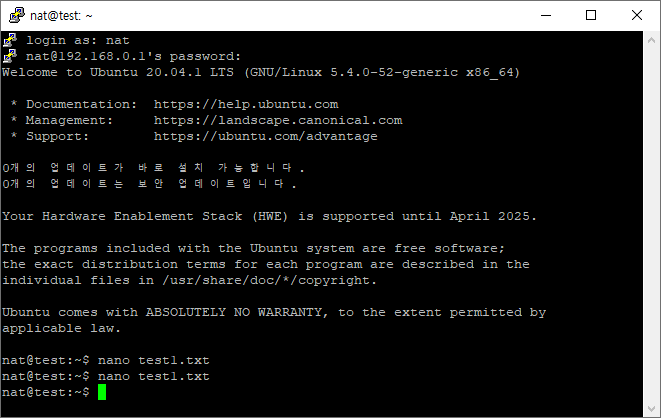 nat@test: ~
login as: nat
nat@192.168.0.1's password:
Welcome to Ubuntu 20.04.1 LTS (GNU/Linux 5.4.0-52-generic x86_64)
* Documentation:  https://help.ubuntu.com
* Management:     https://landscape.canonical.com
* Support:        https://ubuntu.com/advantage
0개의 업데이트가 바로 설치 가능합니다.
0개의 업데이트는 보안 업데이트입니다.
Your Hardware Enablement Stack (HWE) is supported until April 2025.
The programs included with the Ubuntu system are free software;
the exact distribution terms for each program are described in the
individual files in /usr/share/doc/*/copyright.
Ubuntu comes with ABSOLUTELY NO WARRANTY, to the extent permitted by
applicable law.
nat@test:~$ nano test1.txt
nat@test:~$ nano test1.txt
nat@test:~$